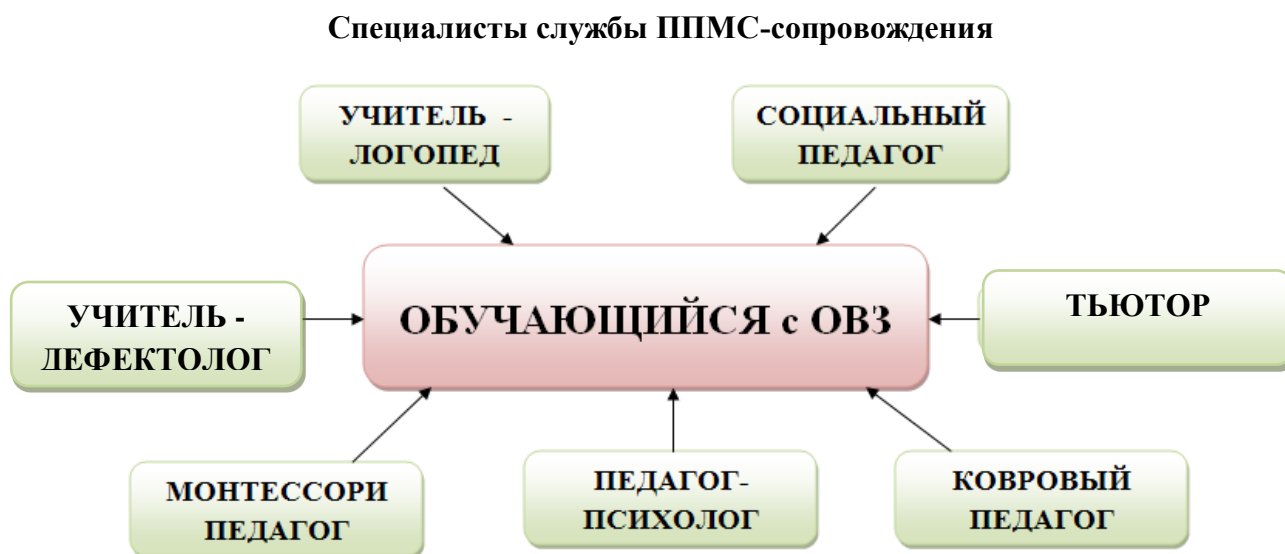 Специалисты службы ППМС-сопровождения
УЧИТЕЛЬ -
ЛОГОПЕД
СОЦИАЛЬНЫЙ
ПЕДАГОГ
УЧИТЕЛЬ -
ДЕФЕКТОЛОГ
ОБУЧАЮЩИЙСЯ с ОВЗ
ТЬЮТОР
МОНТЕССОРИ
ПЕДАГОГ
ПЕДАГОГ-
ПСИХОЛОГ
КОВРОВЫЙ
ПЕДАГОГ